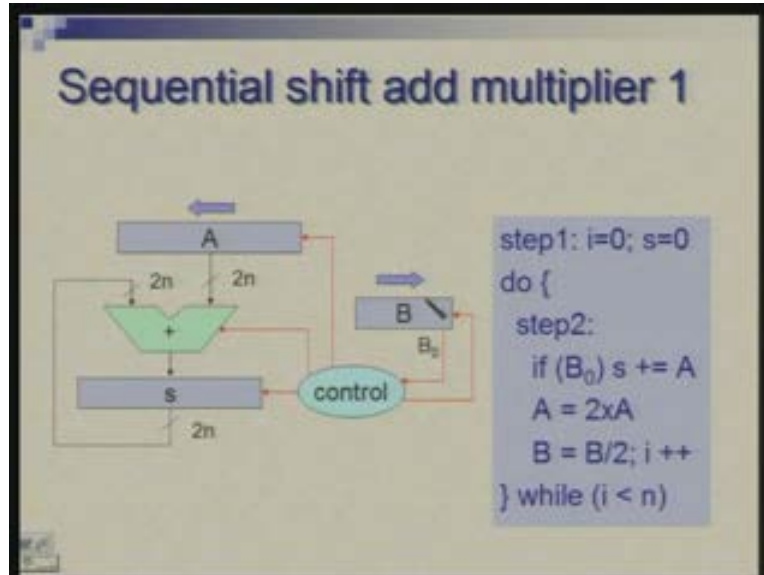 Sequential shift add multiplier 1
A
2n
2n
+
s
2n
B
B₀
control
step1: i=0; s=0
do {
step2:
if (B₀) s += A
A = 2xA
B = B/2; i ++
} while (i < n)